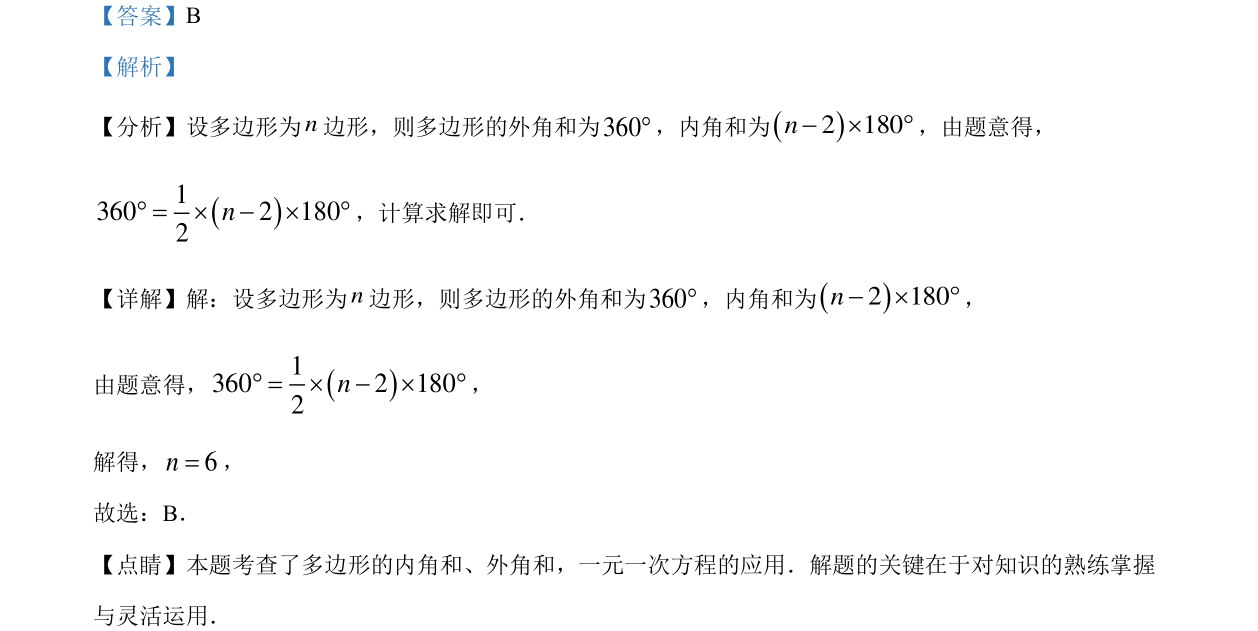 【答案】B
【解析】
【分析】设多边形为n边形，则多边形的外角和为360°，内角和为(n－2)×180°，由题意得，
360°=1/2×(n－2)×180°，计算求解即可．
【详解】解：设多边形为n边形，则多边形的外角和为360°，内角和为(n－2)×180°，
由题意得，360°=1/2×(n－2)×180°，
解得，n=6，
故选：B．
【点睛】本题考查了多边形的内角和、外角和，一元一次方程的应用．解题的关键在于对知识的熟练掌握
与灵活运用．